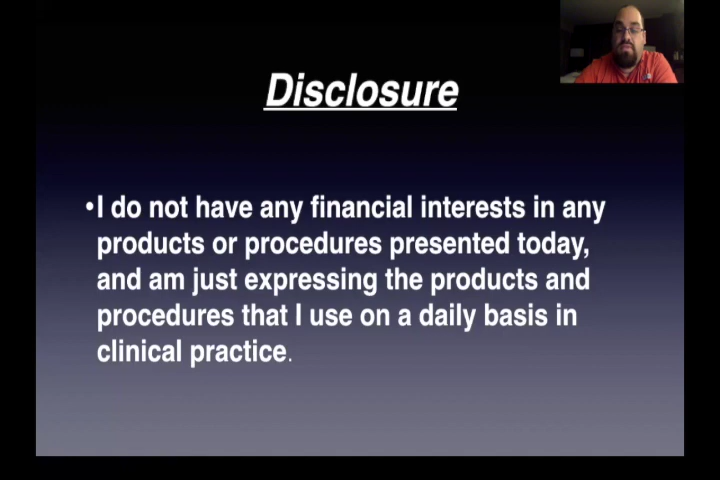 Disclosure
•I do not have any financial interests in any
products or procedures presented today,
and am just expressing the products and
procedures that I use on a daily basis in
clinical practice.